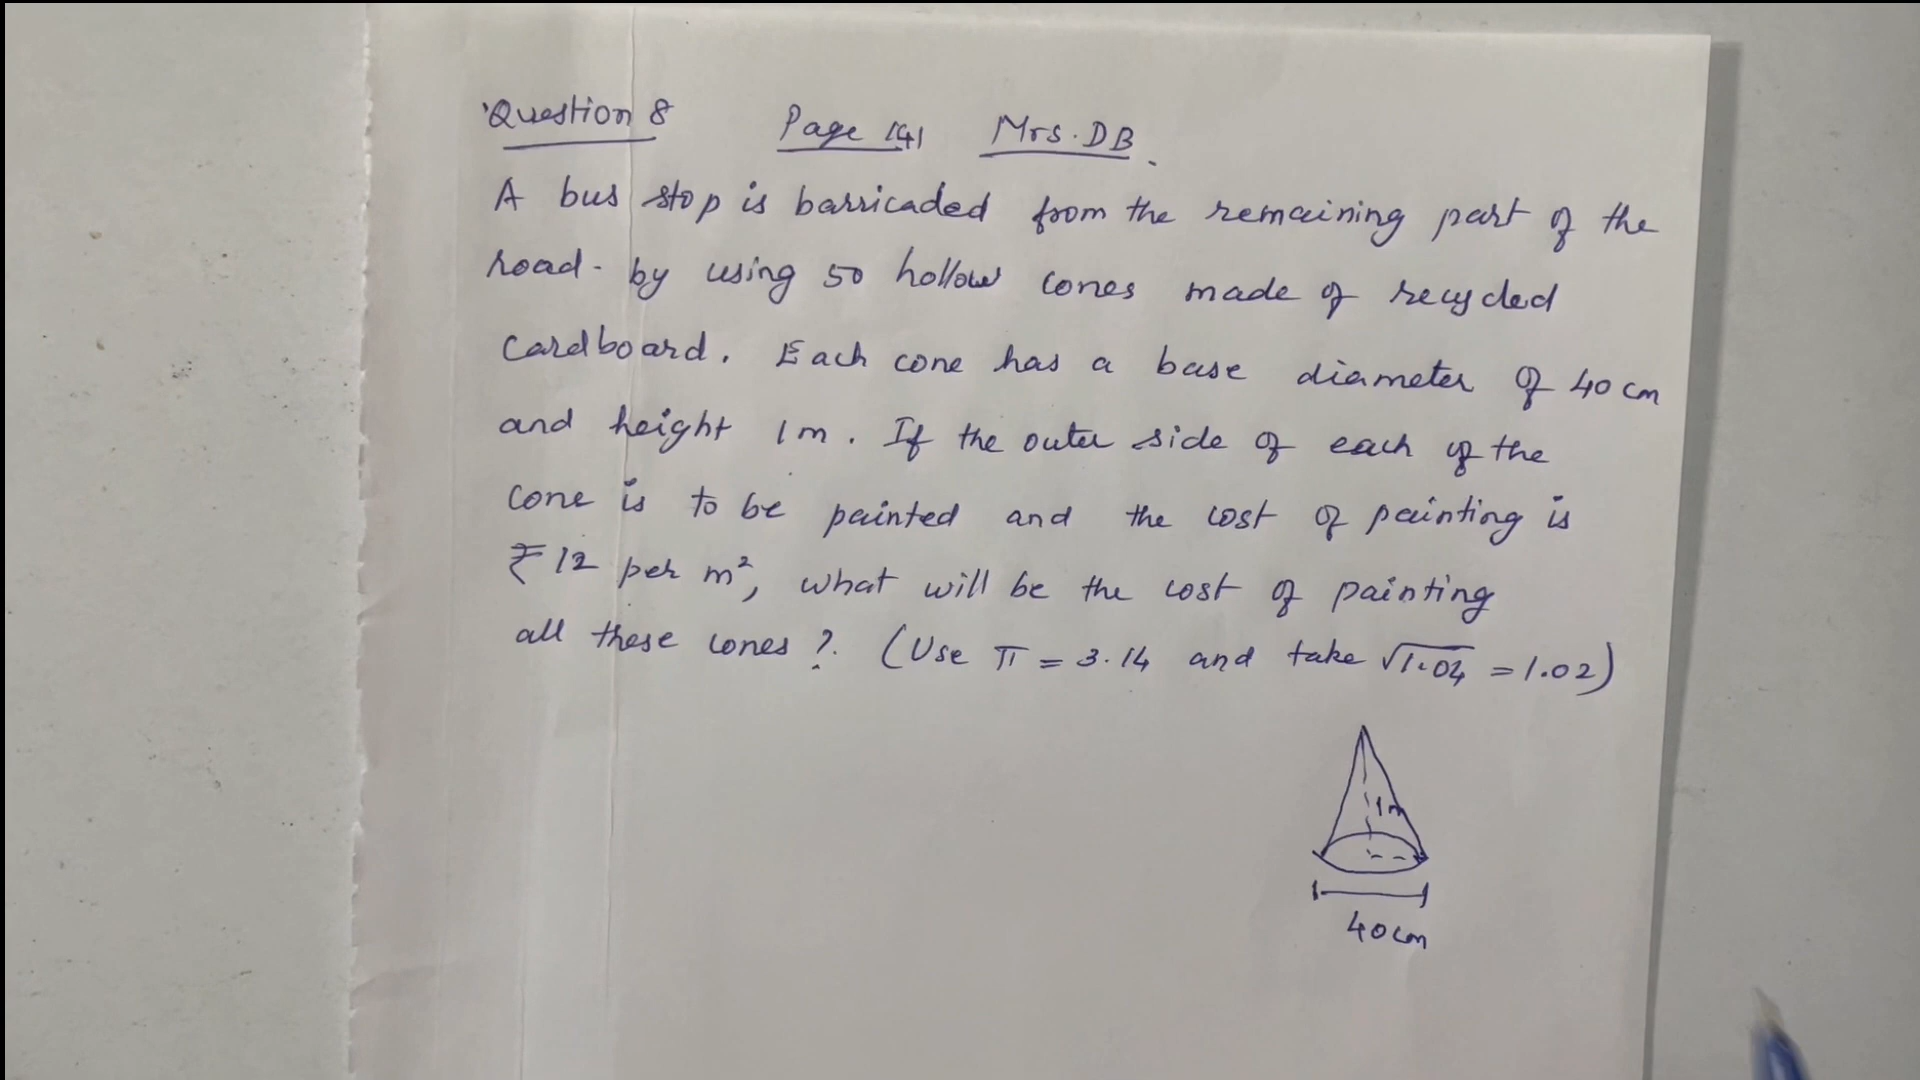 Question 8 Page 141 Mrs. DB.
A bus stop is barricaded from the remaining part of the
road. by using 50 hollow cones made of recycled
cardboard. Each cone has a base diameter of 40 cm
and height 1m. If the outer side of each of the
cone is to be painted and the cost of painting is
₹12 per m², what will be the cost of painting
all these cones? (Use π = 3.14 and take √1.04 = 1.02)
1m
40cm